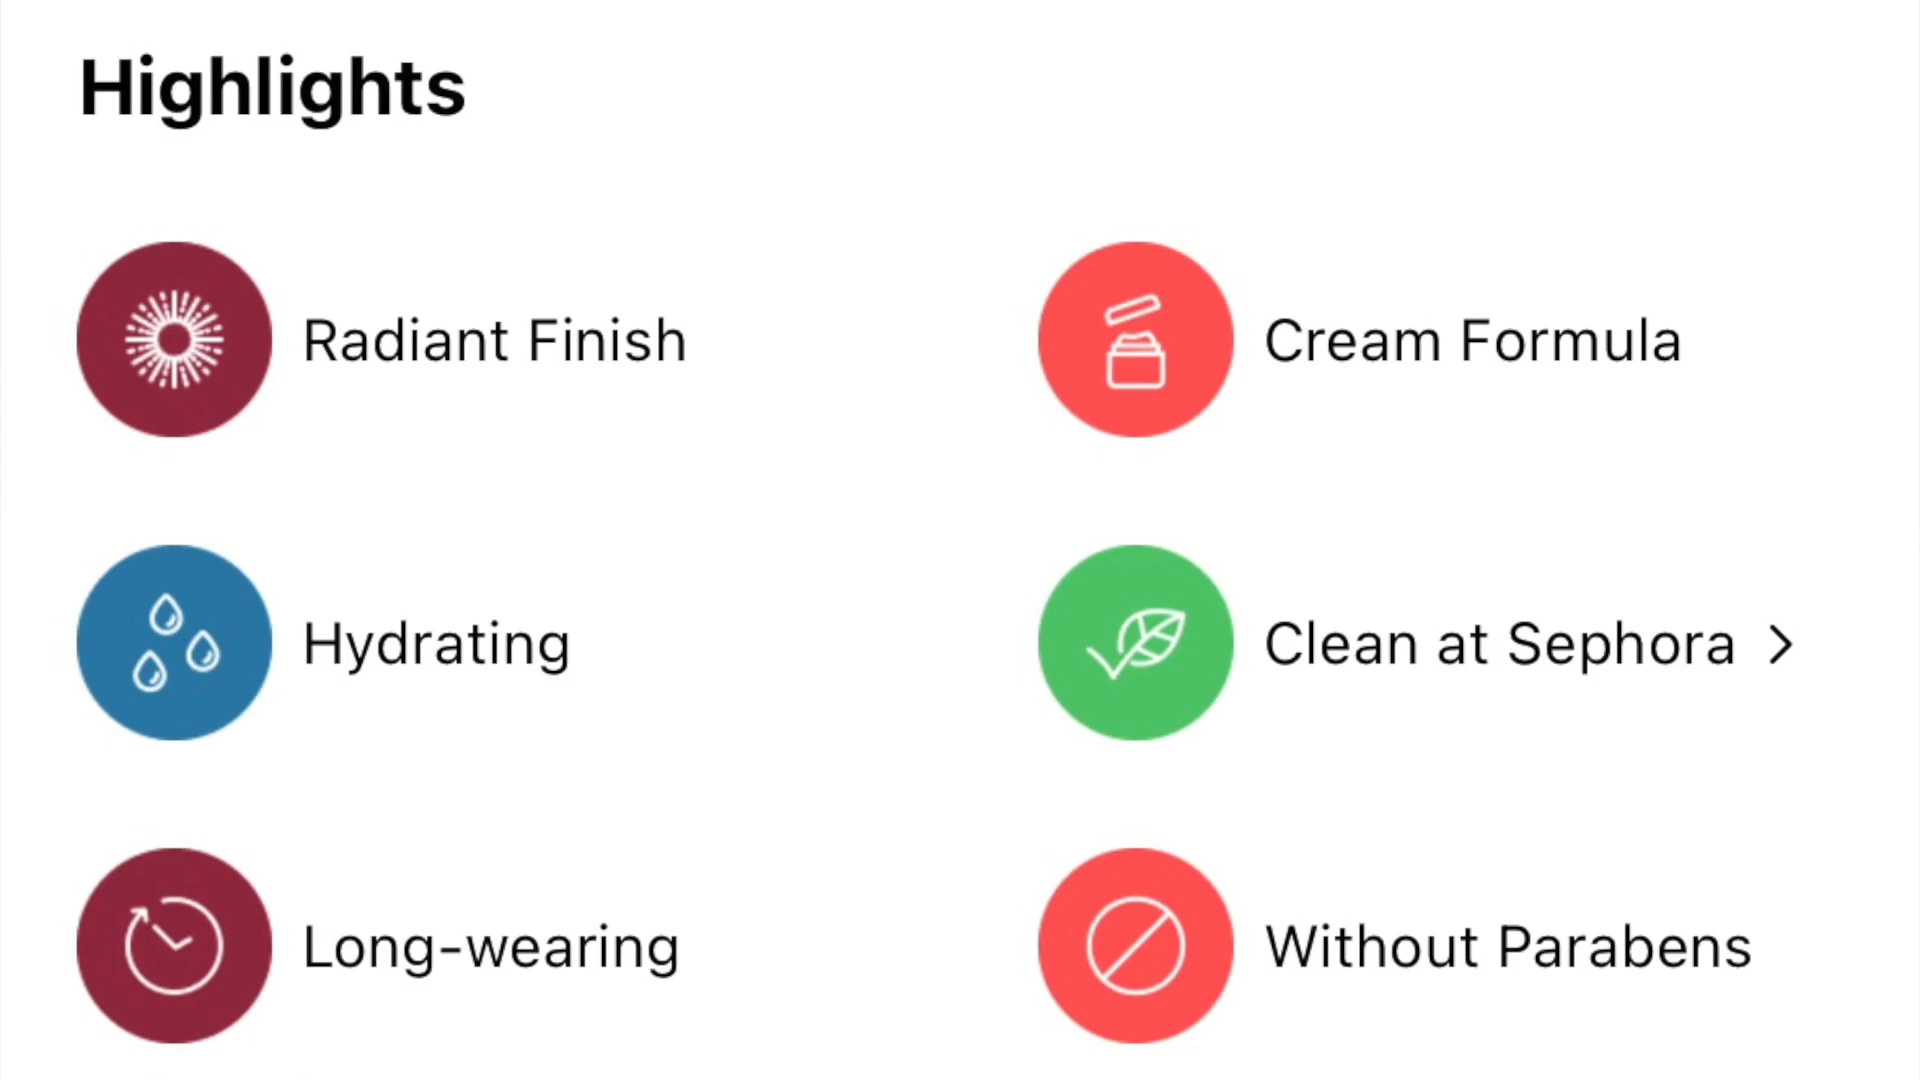 Highlights
Radiant Finish
Cream Formula
Hydrating
Clean at Sephora >
Long-wearing
Without Parabens